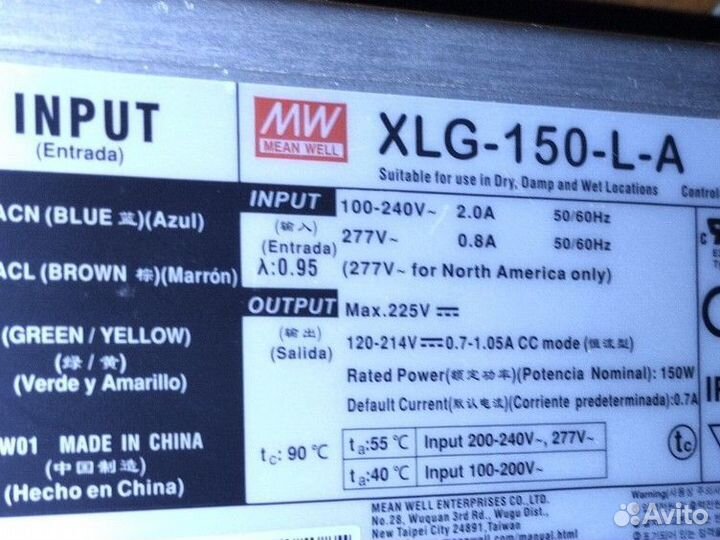 INPUT
(Entrada)
ACN (BLUE 蓝)(Azul)
ACL (BROWN 棕)(Marrón)
(GREEN / YELLOW)
(绿 / 黄)
(Verde y Amarillo)
W01 MADE IN CHINA
(中国制造)
(Hecho en China)
MW
MEAN WELL
XLG-150-L-A
Suitable for use in Dry, Damp and Wet Locations
INPUT
(输入)
(Entrada)
λ:0.95
100-240V~ 2.0A 50/60Hz
277V~ 0.8A 50/60Hz
(277V~ for North America only)
OUTPUT
(输出)
(Salida)
Max.225V ⎓
120-214V⎓0.7-1.05A CC mode (恒流型)
Rated Power(额定功率)(Potencia Nominal): 150W
Default Current(默认电流)(Corriente predeterminada):0.7A
tc: 90 ℃
ta:55 ℃ Input 200-240V~, 277V~
ta:40℃ Input 100-200V~
tc
MEAN WELL ENTERPRISES CO.,LTD.
No.28, Wuquan 3rd Rd., Wugu Dist.,
New Taipei City 24891,Taiwan
Avito